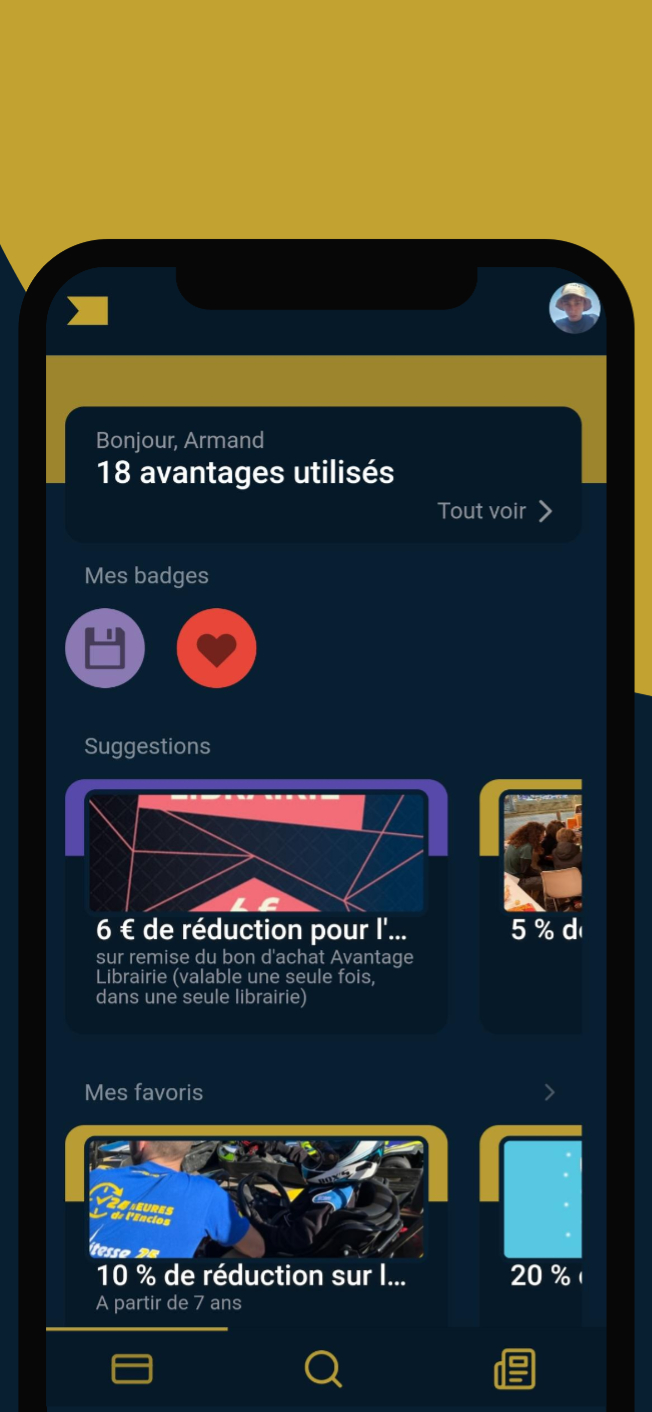 Bonjour, Armand
18 avantages utilisés
Tout voir
Mes badges
Suggestions
LIBRAIRIE
6 €
6 € de réduction pour l'...
sur remise du bon d'achat Avantage
Librairie (valable une seule fois,
dans une seule librairie)
5 % d
Mes favoris
24 HEURES
de l'Enclos
10 % de réduction sur l...
A partir de 7 ans
20 %